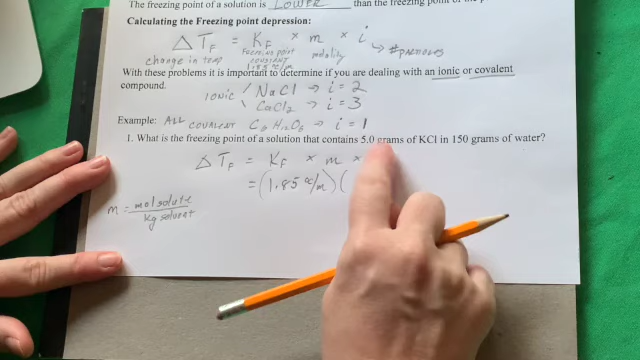 The freezing point of a solution is LOWER than the freezing point of the
Calculating the Freezing point depression:
Δ TF = KF × m × i
change in temp FREEZING POINT CONSTANT 1.85 °C/m molality → # PARTICLES
With these problems it is important to determine if you are dealing with an ionic or covalent
compound.
IONIC / NaCl → i = 2
\ CaCl2 → i = 3
Example: ALL COVALENT C6H12O6 → i = 1
1. What is the freezing point of a solution that contains 5.0 grams of KCl in 150 grams of water?
Δ TF = KF × m ×
= (1.85 °C/m) (
m = mol solute
kg solvent